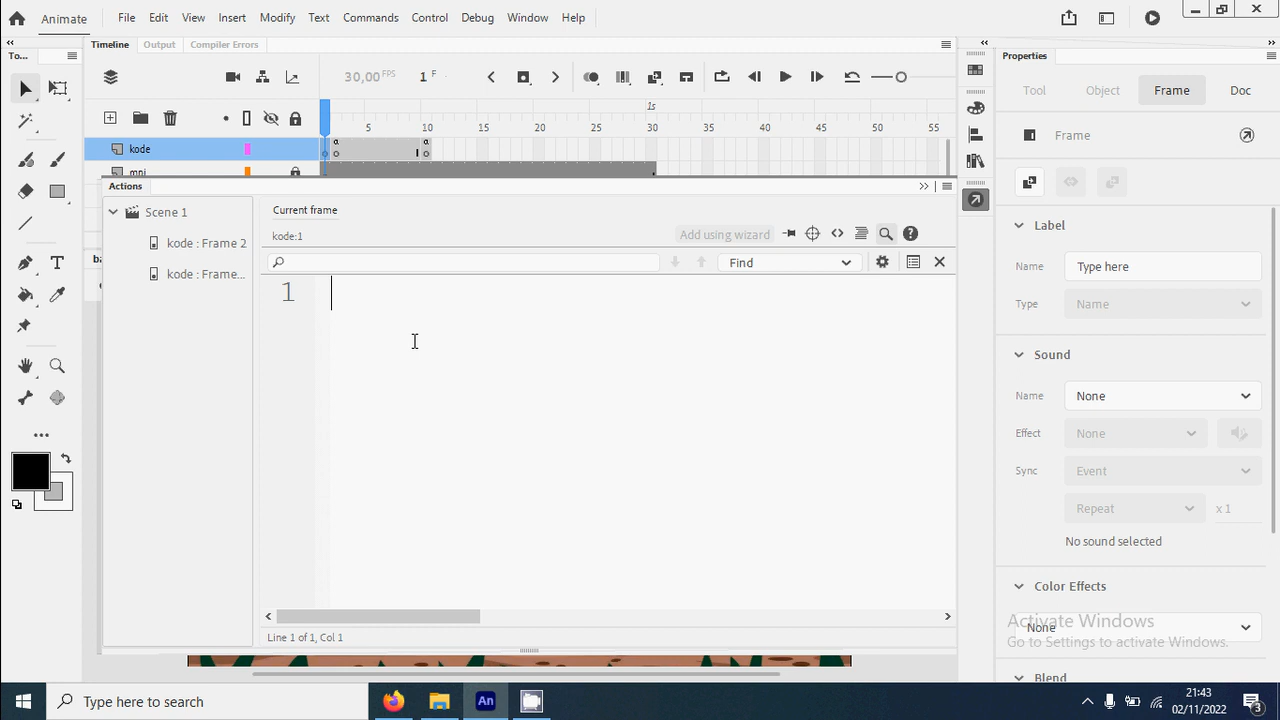 Animate File Edit View Insert Modify Text Commands Control Debug Window Help
Timeline Output Compiler Errors
To... Properties
30,00 FPS 1 F
Tool Object Frame Doc
1s
5 10 15 20 25 30 35 40 45 50 55
kode
mni
Frame
Actions
Scene 1
kode : Frame 2
kode : Frame...
Current frame
kode:1
Add using wizard
Find
1
Line 1 of 1, Col 1
Label
Name Type here
Type Name
Sound
Name None
Effect None
Sync Event
Repeat x 1
No sound selected
Color Effects
None
Activate Windows
Go to Settings to activate Windows.
Blend
Type here to search
An
21:43
02/11/2022
3